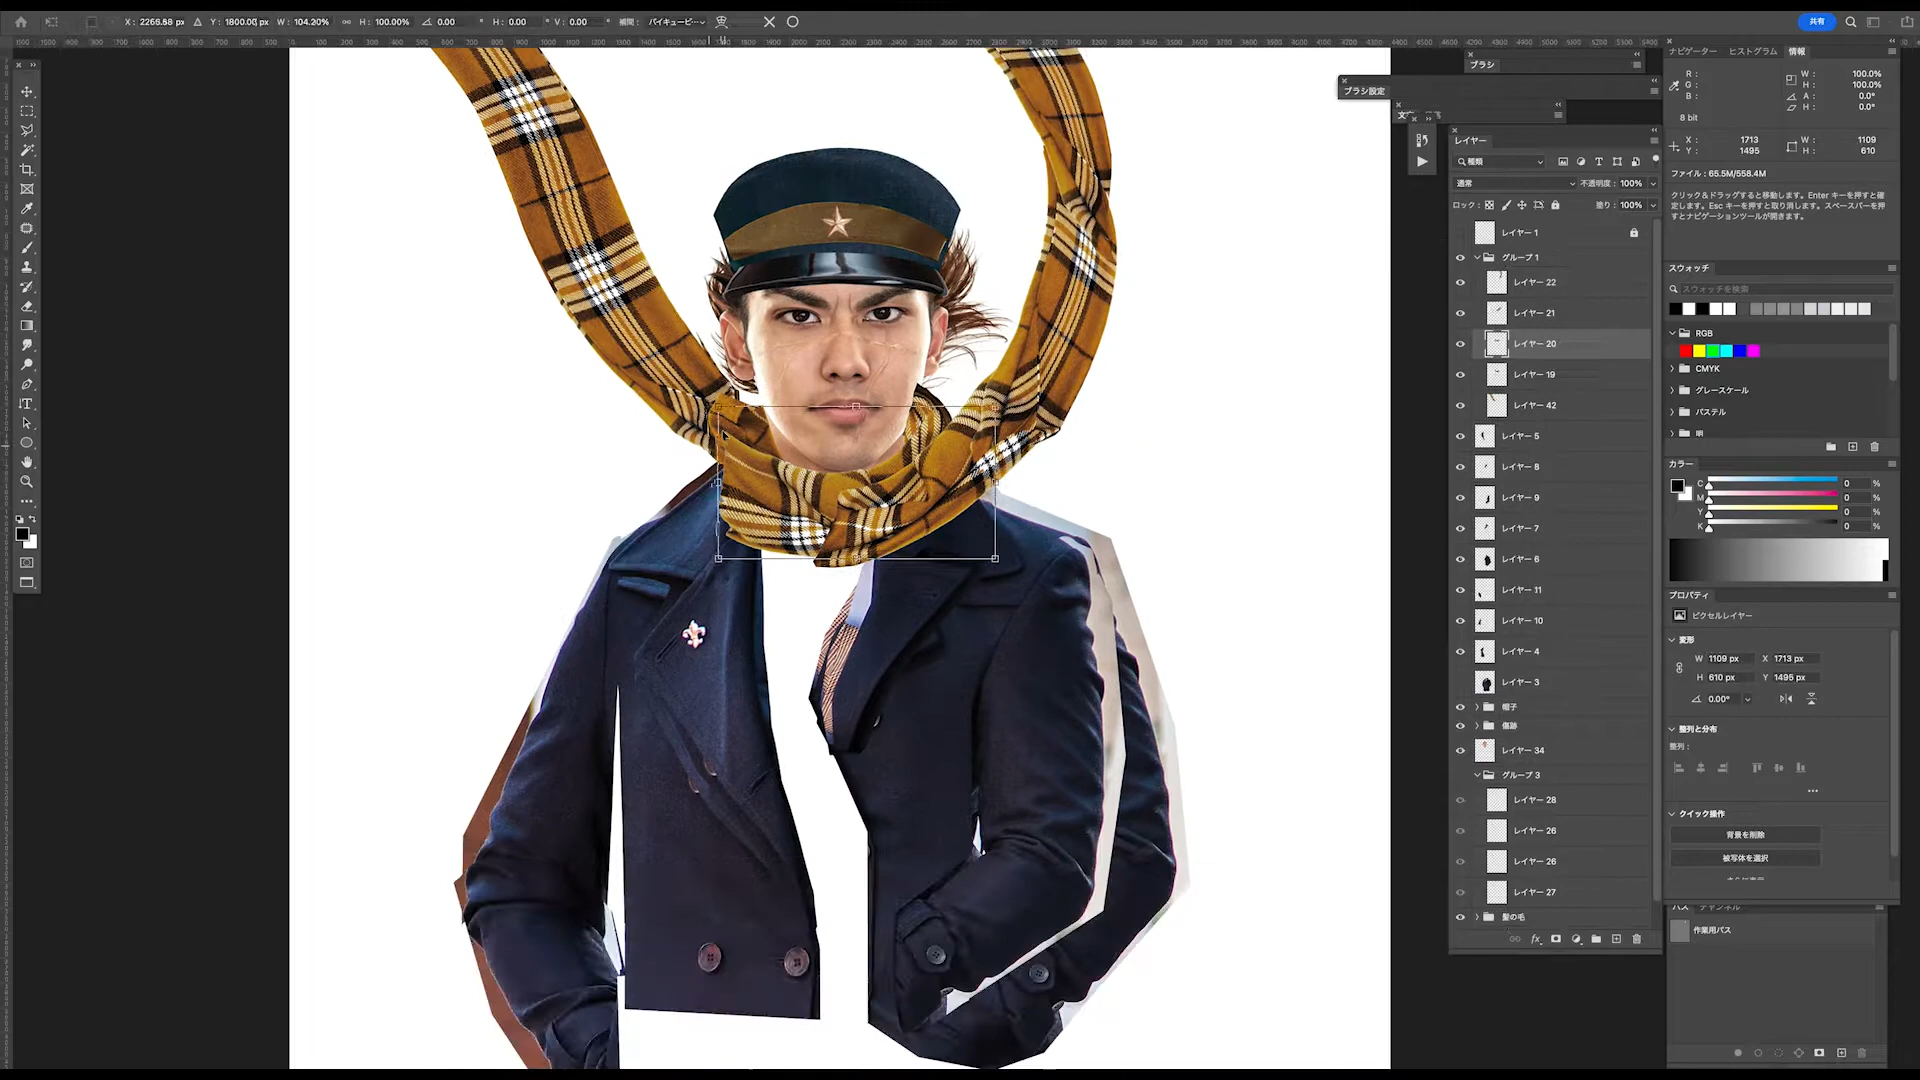 X: 2266.88 px Y: 1800.00 px W: 104.20% H: 100.00% 0.00 ° H: 0.00 ° V: 0.00 ° 補間: バイキュービ… 共有
ブラシ
ブラシ設定
レイヤー
種類
通常 不透明度: 100%
ロック: 塗り: 100%
レイヤー 1
グループ 1
レイヤー 22
レイヤー 21
レイヤー 20
レイヤー 19
レイヤー 42
レイヤー 5
レイヤー 8
レイヤー 9
レイヤー 7
レイヤー 6
レイヤー 11
レイヤー 10
レイヤー 4
レイヤー 3
帽子
傷跡
レイヤー 34
グループ 3
レイヤー 28
レイヤー 26
レイヤー 26
レイヤー 27
髪の毛
fx
ナビゲーター ヒストグラム 情報
R: W: 100.0%
G: H: 100.0%
B: 0.0°
H: 0.0°
8 bit
X: 1713 W: 1109
Y: 1495 H: 610
ファイル : 65.5M/558.4M
クリック＆ドラッグすると移動します。Enter キーを押すと確
定します。Esc キーを押すと取り消します。スペースバーを押
すとナビゲーションツールが開きます。
スウォッチ
スウォッチを検索
RGB
CMYK
グレースケール
パステル
明
カラー
C 0 %
M 0 %
Y 0 %
K 0 %
プロパティ
ピクセルレイヤー
変形
W 1109 px X 1713 px
H 610 px Y 1495 px
0.00°
整列と分布
整列 :
クイック操作
背景を削除
被写体を選択
パス チャンネル
作業用パス